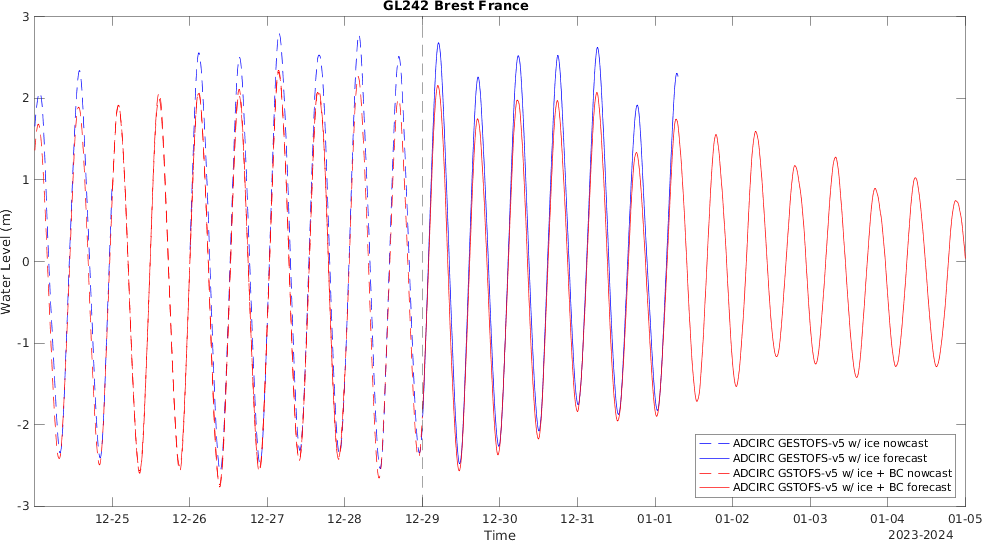 GL242 Brest France
3
2
1
0
-1
-2
-3
Water Level (m)
ADCIRC GESTOFS-v5 w/ ice nowcast
ADCIRC GESTOFS-v5 w/ ice forecast
ADCIRC GSTOFS-v5 w/ ice + BC nowcast
ADCIRC GSTOFS-v5 w/ ice + BC forecast
12-25 12-26 12-27 12-28 12-29 12-30 12-31 01-01 01-02 01-03 01-04 01-05
Time
2023-2024